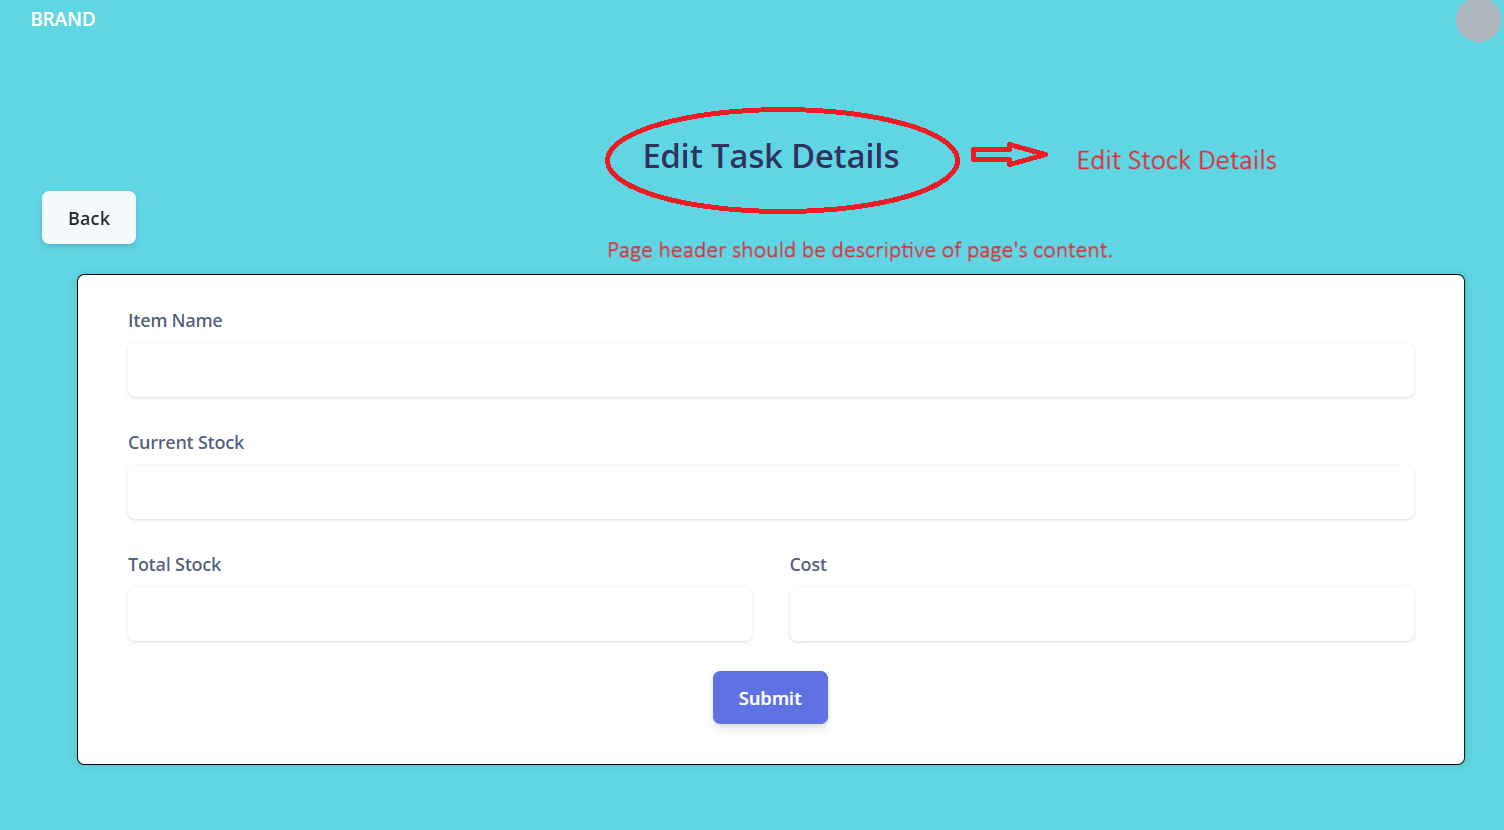 BRAND
Edit Task Details
Edit Stock Details
Back
Page header should be descriptive of page's content.
Item Name
Current Stock
Total Stock
Cost
Submit